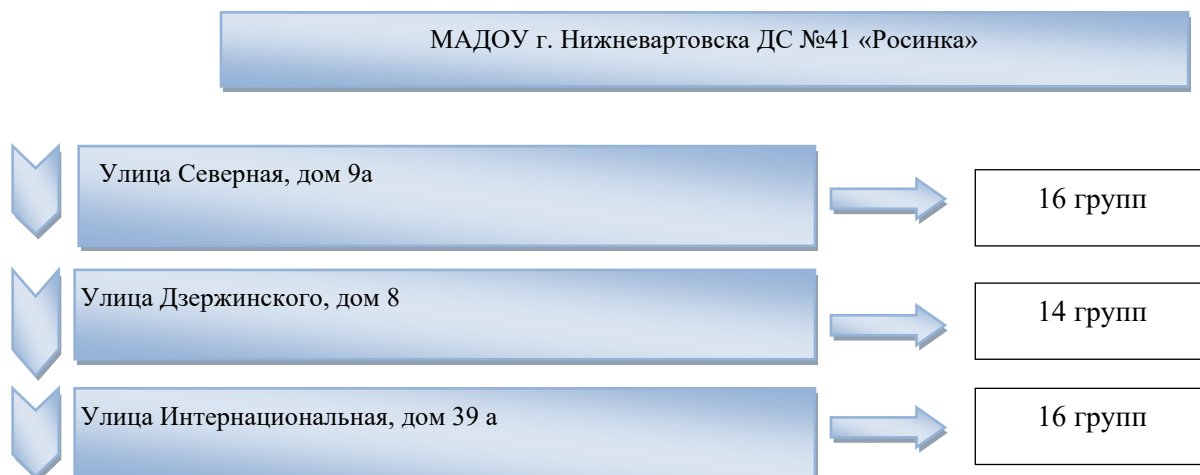 МАДОУ г. Нижневартовска ДС №41 «Росинка»
Улица Северная, дом 9а
16 групп
Улица Дзержинского, дом 8
14 групп
Улица Интернациональная, дом 39 а
16 групп